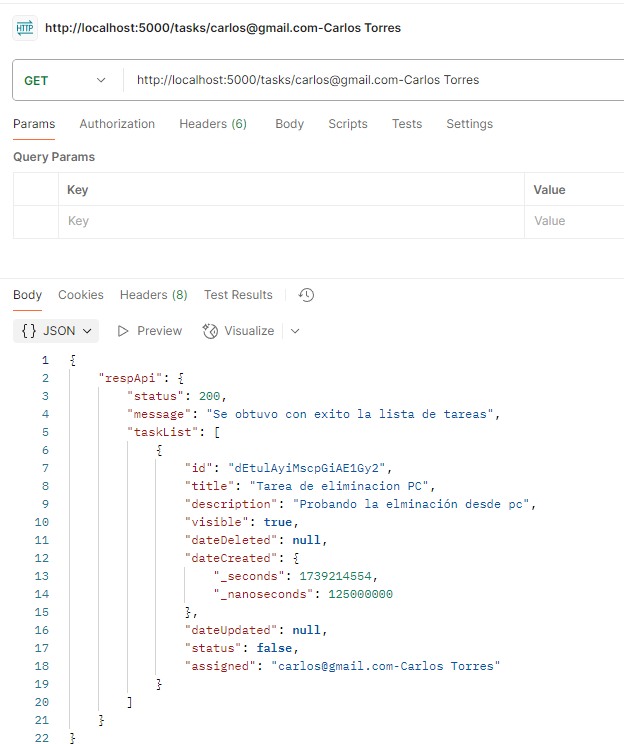 HTTP http://localhost:5000/tasks/carlos@gmail.com-Carlos Torres
GET http://localhost:5000/tasks/carlos@gmail.com-Carlos Torres
Params Authorization Headers (6) Body Scripts Tests Settings
Query Params
Key Value
Key Value
Body Cookies Headers (8) Test Results
{} JSON Preview Visualize
1 {
2 "respApi": {
3 "status": 200,
4 "message": "Se obtuvo con exito la lista de tareas",
5 "taskList": [
6 {
7 "id": "dEtulAyiMscpGiAE1Gy2",
8 "title": "Tarea de eliminacion PC",
9 "description": "Probando la elminación desde pc",
10 "visible": true,
11 "dateDeleted": null,
12 "dateCreated": {
13 "_seconds": 1739214554,
14 "_nanoseconds": 125000000
15 },
16 "dateUpdated": null,
17 "status": false,
18 "assigned": "carlos@gmail.com-Carlos Torres"
19 }
20 ]
21 }
22 }